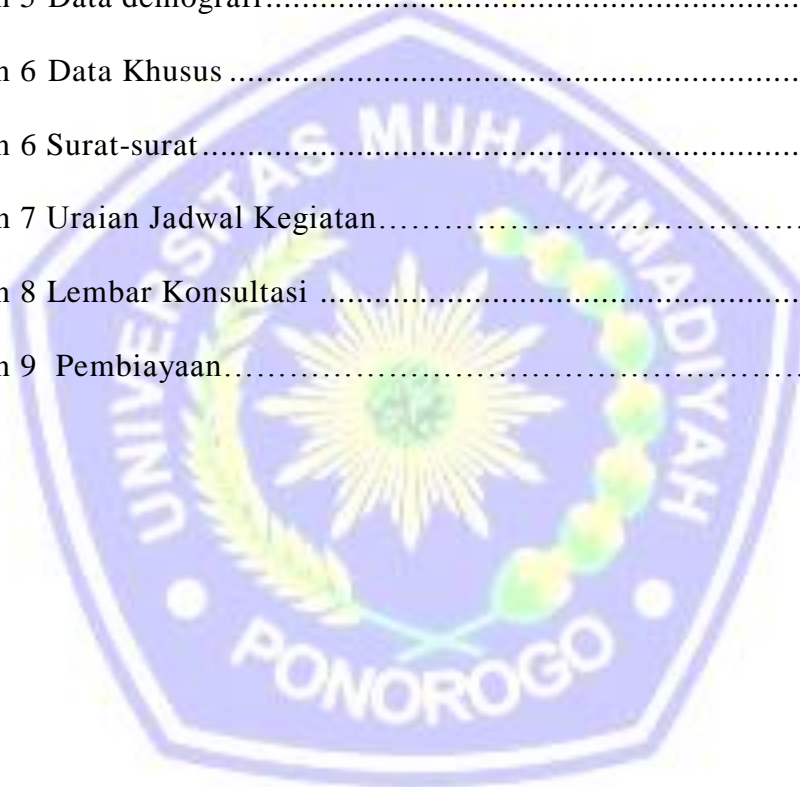 n 5 Data demografi...............................................................
n 6 Data Khusus ...............................................................
n 6 Surat-surat...............................................................
n 7 Uraian Jadwal Kegiatan……………………………………
n 8 Lembar Konsultasi ...............................................................
n 9  Pembiayaan……………………………………………………
UNIVERSITAS MUHAMMADIYAH
PONOROGO